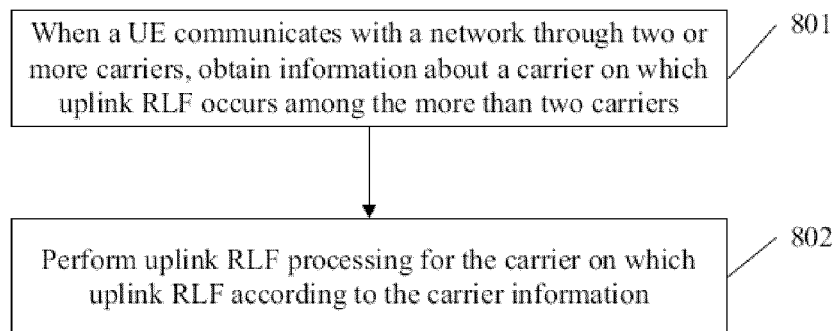 When a UE communicates with a network through two or
more carriers, obtain information about a carrier on which
uplink RLF occurs among the more than two carriers
801
Perform uplink RLF processing for the carrier on which
uplink RLF according to the carrier information
802